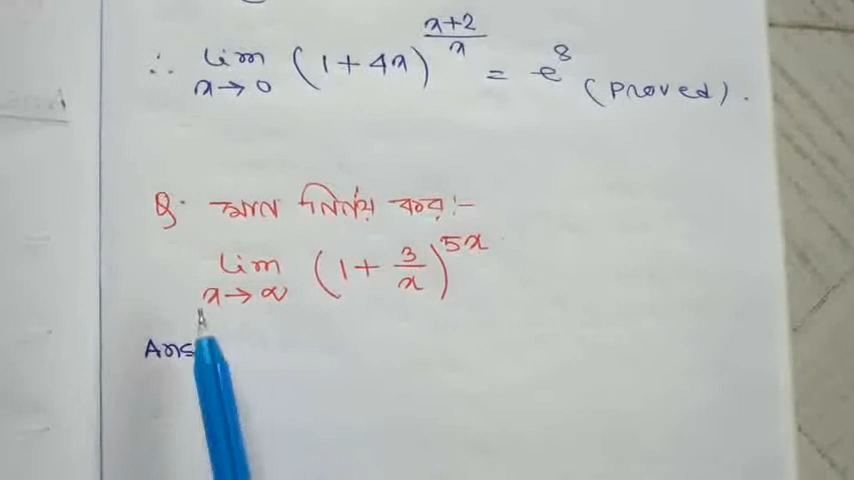 ∴ lim x→0 (1+4x)^(x+2)/x = e^8 (Proved).
Q. মান নির্ণয় কর :-
lim x→∞ (1 + 3/x)^5x
Ans